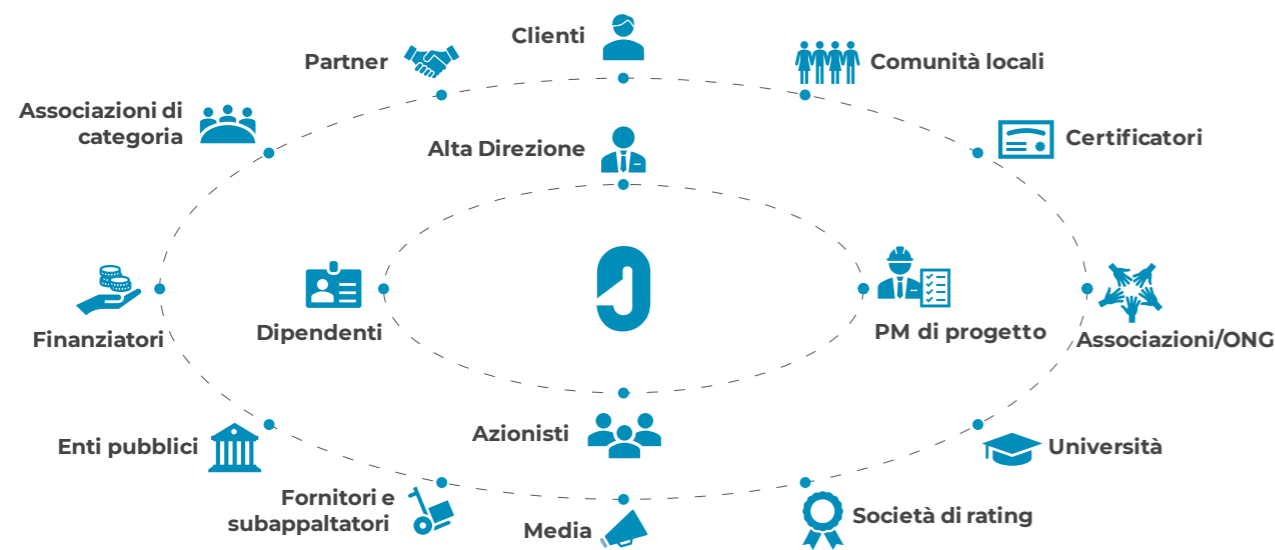 Clienti
Partner
Comunità locali
Associazioni di
categoria
Certificatori
Alta Direzione
Finanziatori
Dipendenti
PM di progetto
Associazioni/ONG
Enti pubblici
Azionisti
Università
Fornitori e
subappaltatori
Media
Società di rating